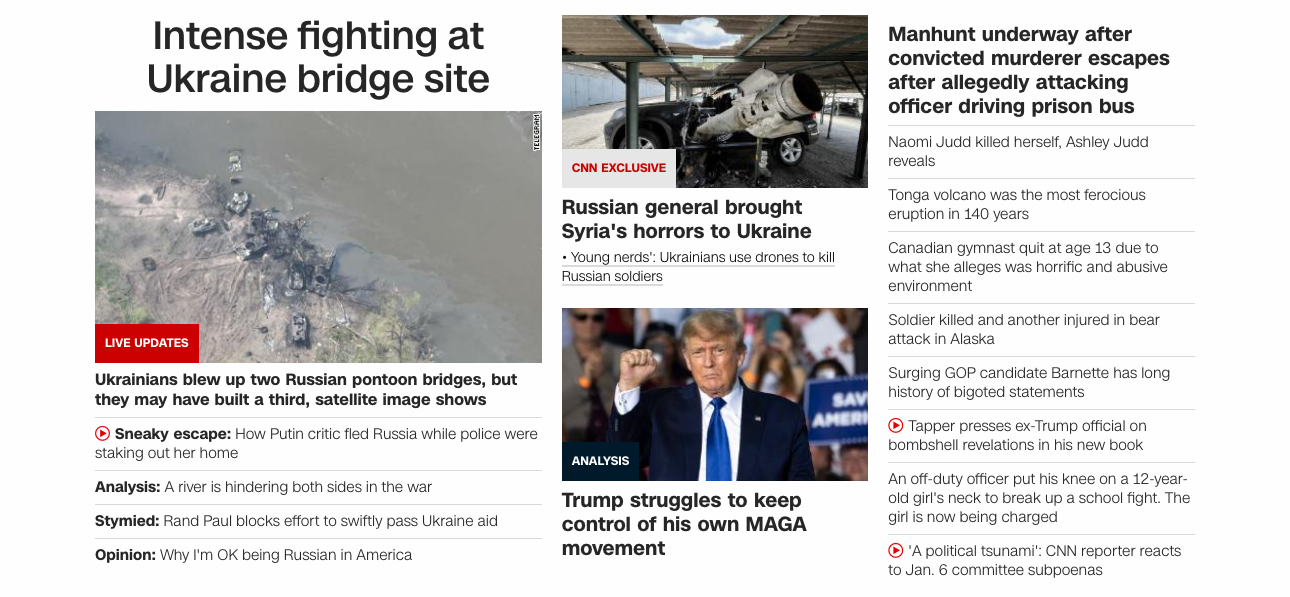 Intense fighting at
Ukraine bridge site
TELEGRAM
LIVE UPDATES
Ukrainians blew up two Russian pontoon bridges, but
they may have built a third, satellite image shows
Sneaky escape: How Putin critic fled Russia while police were
staking out her home
Analysis: A river is hindering both sides in the war
Stymied: Rand Paul blocks effort to swiftly pass Ukraine aid
Opinion: Why I'm OK being Russian in America
CNN EXCLUSIVE
Russian general brought
Syria's horrors to Ukraine
• Young nerds': Ukrainians use drones to kill
Russian soldiers
SAV
AMERI
ANALYSIS
Trump struggles to keep
control of his own MAGA
movement
Manhunt underway after
convicted murderer escapes
after allegedly attacking
officer driving prison bus
Naomi Judd killed herself, Ashley Judd
reveals
Tonga volcano was the most ferocious
eruption in 140 years
Canadian gymnast quit at age 13 due to
what she alleges was horrific and abusive
environment
Soldier killed and another injured in bear
attack in Alaska
Surging GOP candidate Barnette has long
history of bigoted statements
Tapper presses ex-Trump official on
bombshell revelations in his new book
An off-duty officer put his knee on a 12-year-
old girl's neck to break up a school fight. The
girl is now being charged
'A political tsunami': CNN reporter reacts
to Jan. 6 committee subpoenas